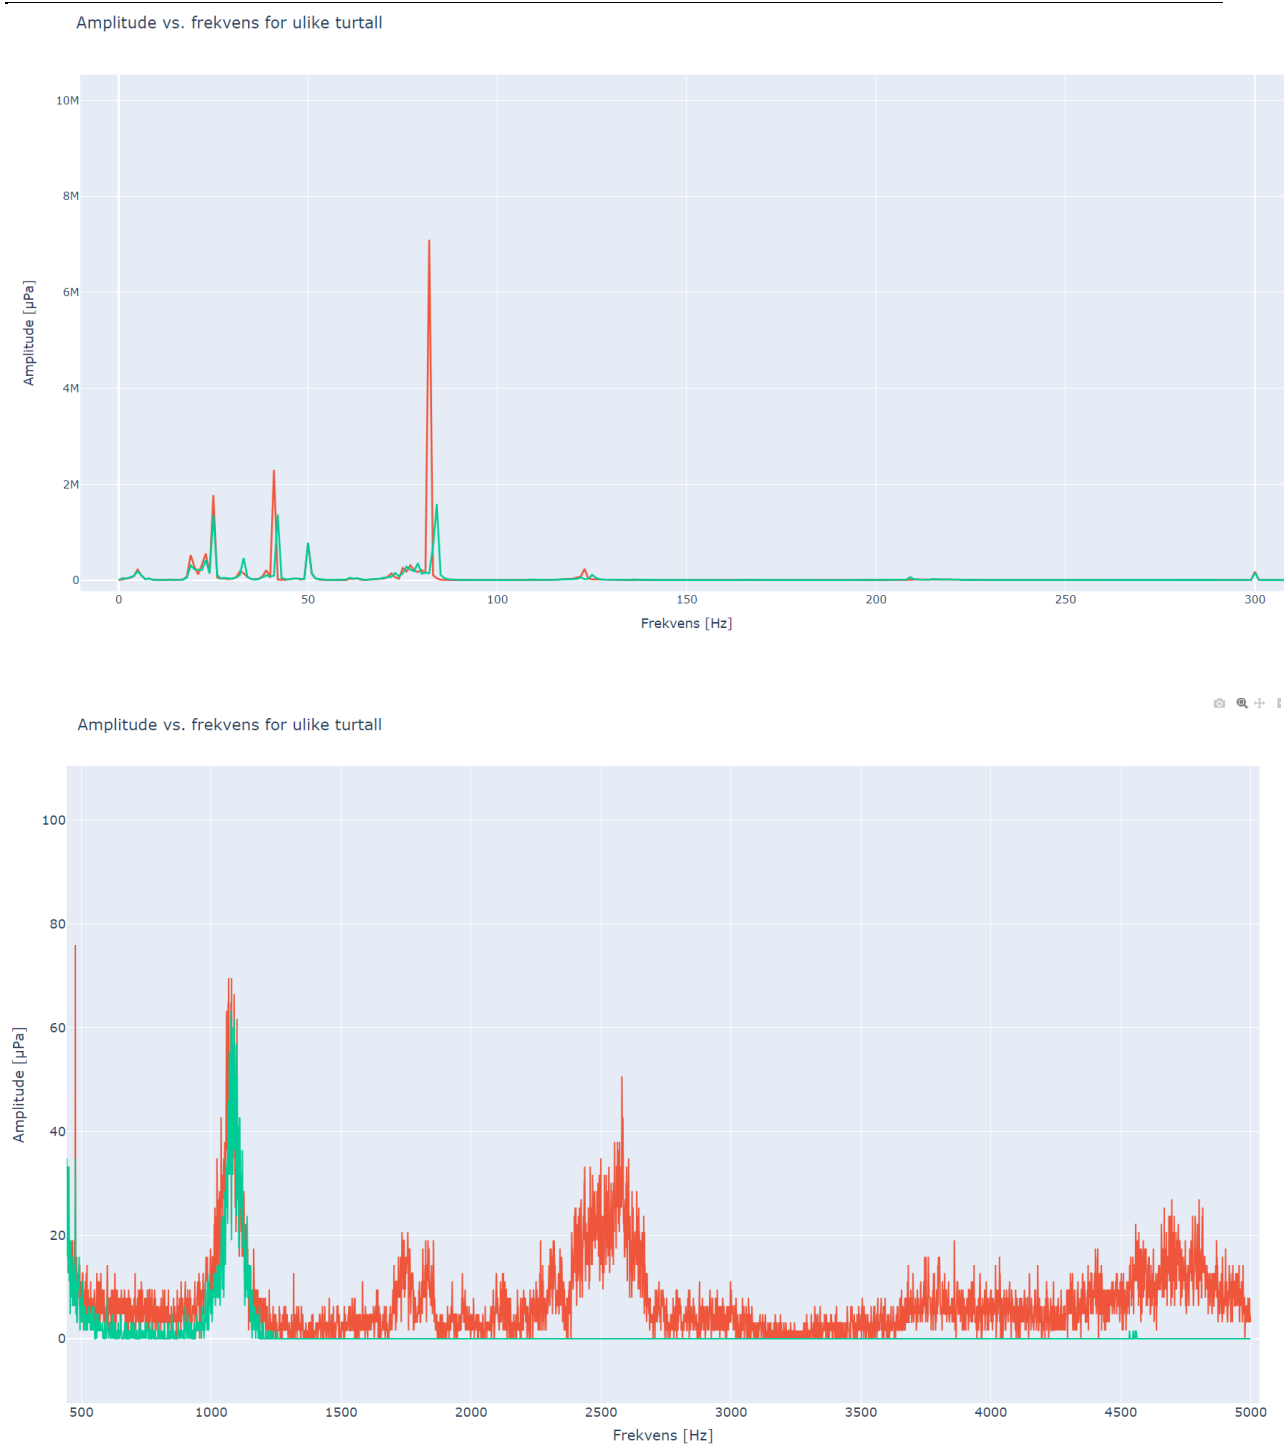 Amplitude vs. frekvens for ulike turtall
10M
8M
6M
4M
2M
0
Amplitude [µPa]
0 50 100 150 200 250 300
Frekvens [Hz]
Amplitude vs. frekvens for ulike turtall
100
80
60
40
20
0
Amplitude [µPa]
500 1000 1500 2000 2500 3000 3500 4000 4500 5000
Frekvens [Hz]